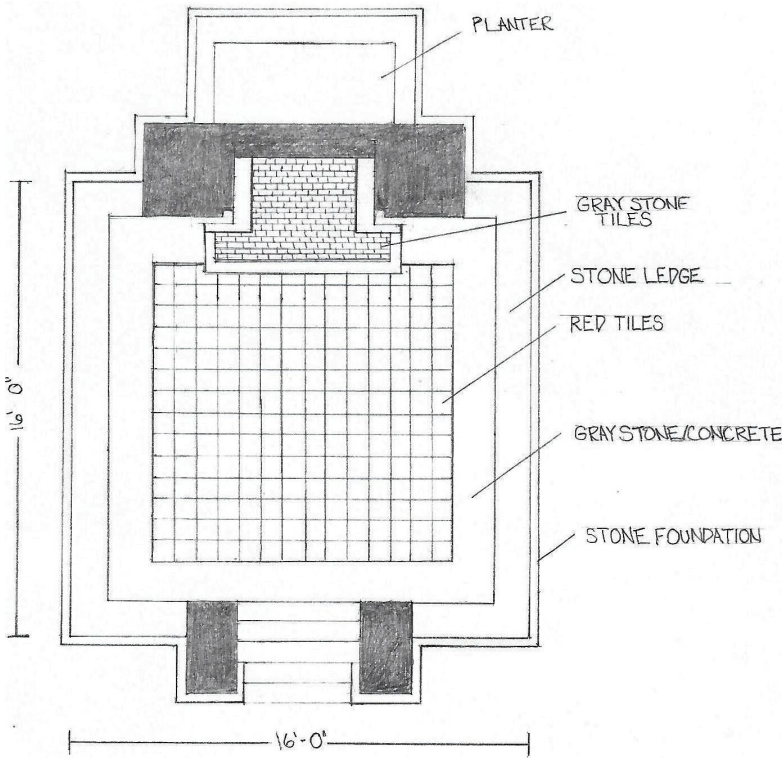 PLANTER
GRAY STONE
TILES
STONE LEDGE
RED TILES
GRAY STONE/CONCRETE
STONE FOUNDATION
16'-0"
16'-0"